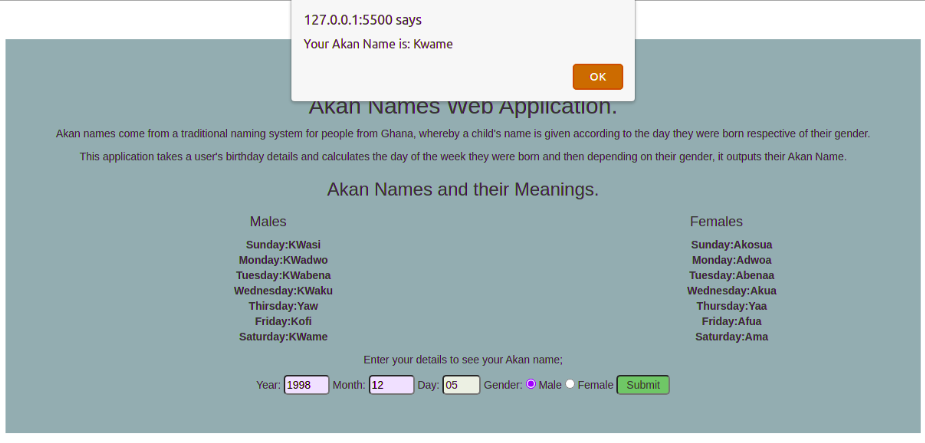 127.0.0.1:5500 says
Your Akan Name is: Kwame
OK
Akan Names Web Application.
Akan names come from a traditional naming system for people from Ghana, whereby a child's name is given according to the day they were born respective of their gender.
This application takes a user's birthday details and calculates the day of the week they were born and then depending on their gender, it outputs their Akan Name.
Akan Names and their Meanings.
Males
Sunday:KWasi
Monday:KWadwo
Tuesday:KWabena
Wednesday:KWaku
Thirsday:Yaw
Friday:Kofi
Saturday:KWame
Females
Sunday:Akosua
Monday:Adwoa
Tuesday:Abenaa
Wednesday:Akua
Thursday:Yaa
Friday:Afua
Saturday:Ama
Enter your details to see your Akan name;
Year: 1998 Month: 12 Day: 05 Gender: Male Female Submit